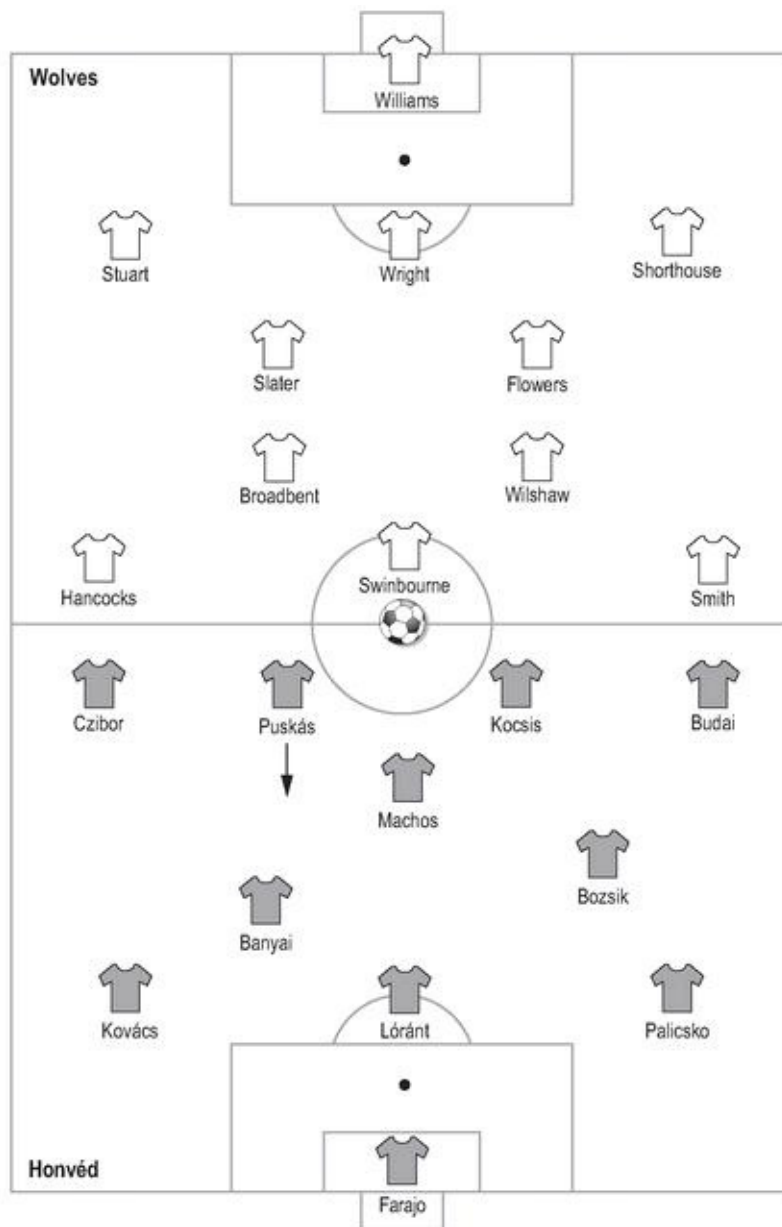 Wolves
Williams
Stuart
Wright
Shorthouse
Slater
Flowers
Broadbent
Wilshaw
Hancocks
Swinbourne
Smith
Czibor
Puskás
Kocsis
Budai
Machos
Bozsik
Banyai
Kovács
Lóránt
Palicsko
Honvéd
Farajo